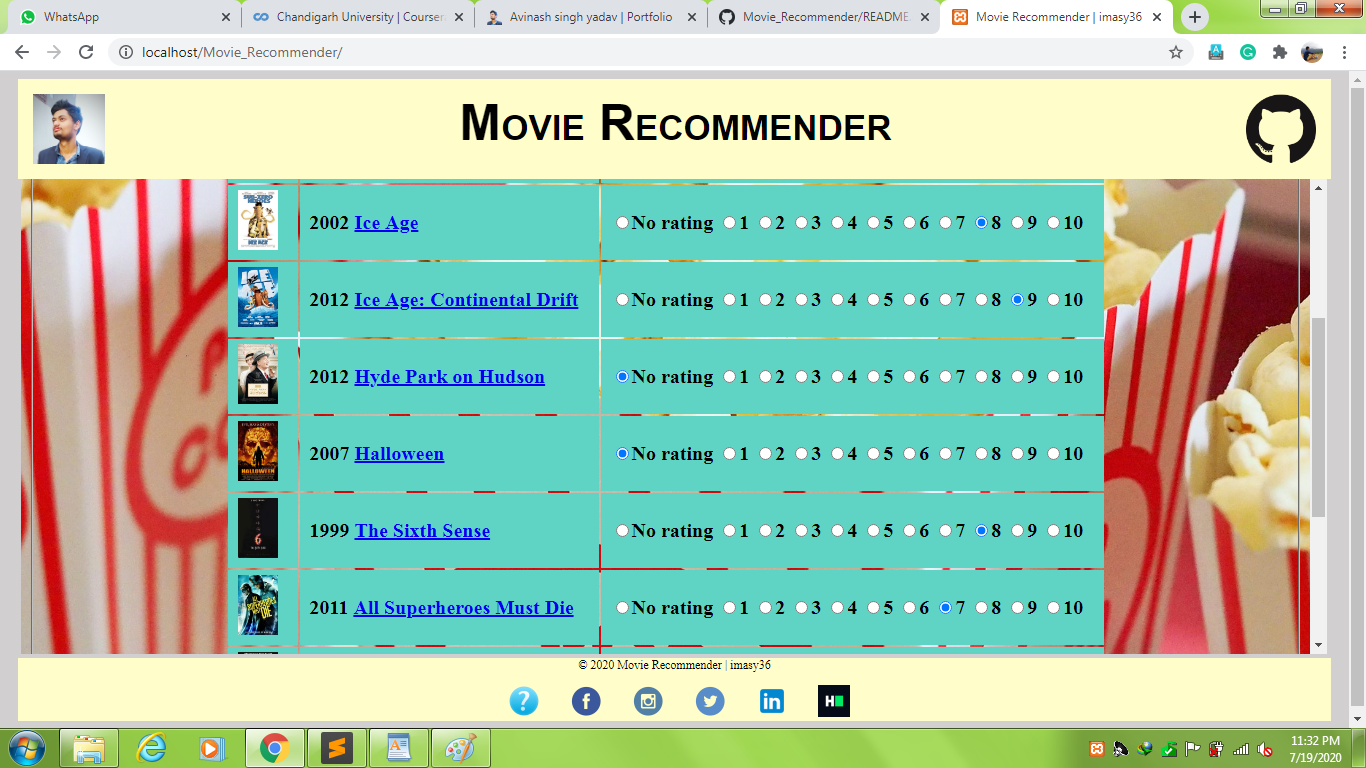 WhatsApp
Chandigarh University | Courser
Avinash singh yadav | Portfolio
Movie_Recommender/README
Movie Recommender | imasy36
localhost/Movie_Recommender/
Movie Recommender
2002 Ice Age No rating 1 2 3 4 5 6 7 8 9 10
2012 Ice Age: Continental Drift No rating 1 2 3 4 5 6 7 8 9 10
2012 Hyde Park on Hudson No rating 1 2 3 4 5 6 7 8 9 10
2007 Halloween No rating 1 2 3 4 5 6 7 8 9 10
HALLOWEEN
1999 The Sixth Sense No rating 1 2 3 4 5 6 7 8 9 10
2011 All Superheroes Must Die No rating 1 2 3 4 5 6 7 8 9 10
© 2020 Movie Recommender | imasy36
11:32 PM
7/19/2020